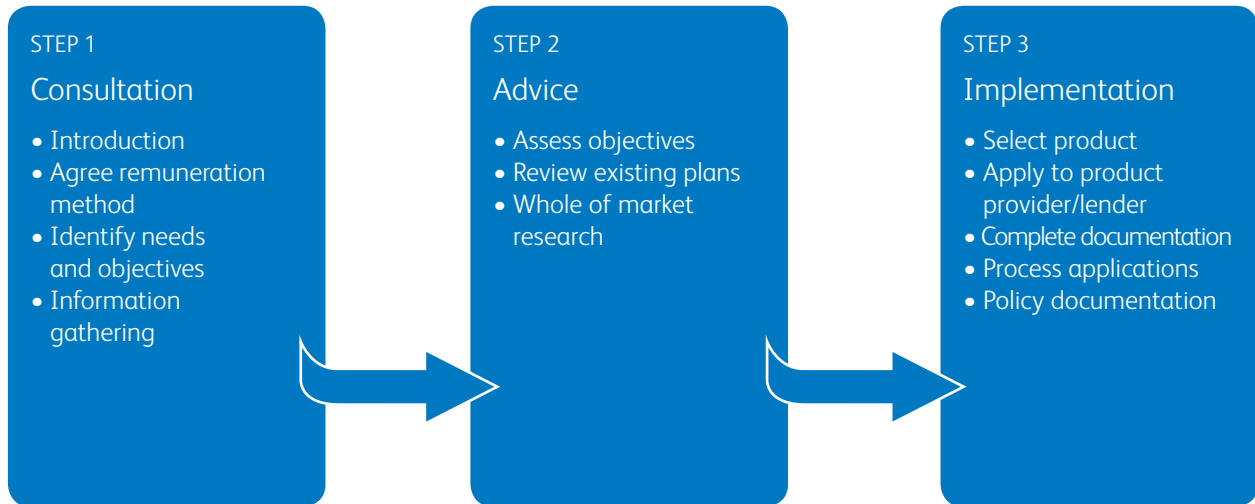 STEP 1
Consultation
• Introduction
• Agree remuneration
method
• Identify needs
and objectives
• Information
gathering
STEP 2
Advice
• Assess objectives
• Review existing plans
• Whole of market
research
STEP 3
Implementation
• Select product
• Apply to product
provider/lender
• Complete documentation
• Process applications
• Policy documentation